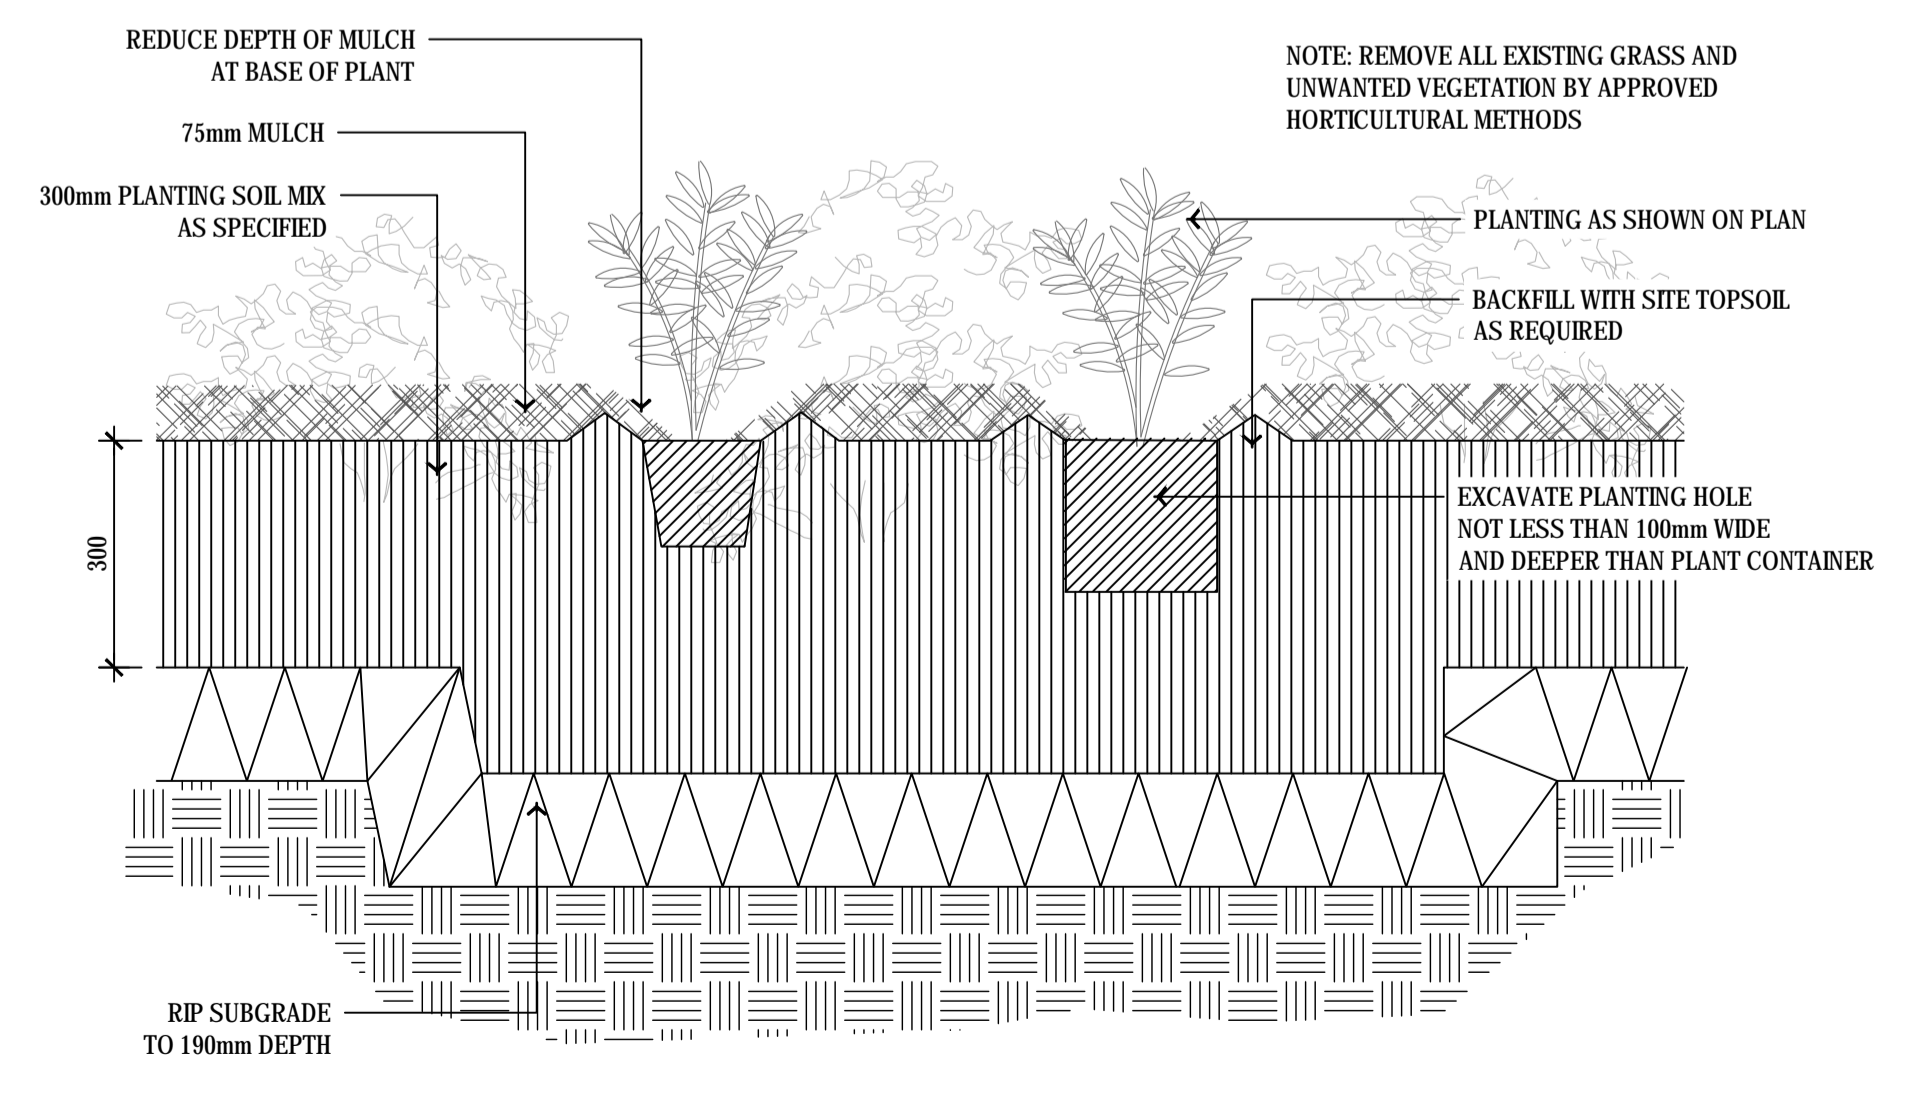 REDUCE DEPTH OF MULCH
AT BASE OF PLANT
75mm MULCH
300mm PLANTING SOIL MIX
AS SPECIFIED
NOTE: REMOVE ALL EXISTING GRASS AND
UNWANTED VEGETATION BY APPROVED
HORTICULTURAL METHODS
PLANTING AS SHOWN ON PLAN
BACKFILL WITH SITE TOPSOIL
AS REQUIRED
EXCAVATE PLANTING HOLE
NOT LESS THAN 100mm WIDE
AND DEEPER THAN PLANT CONTAINER
300
RIP SUBGRADE
TO 190mm DEPTH